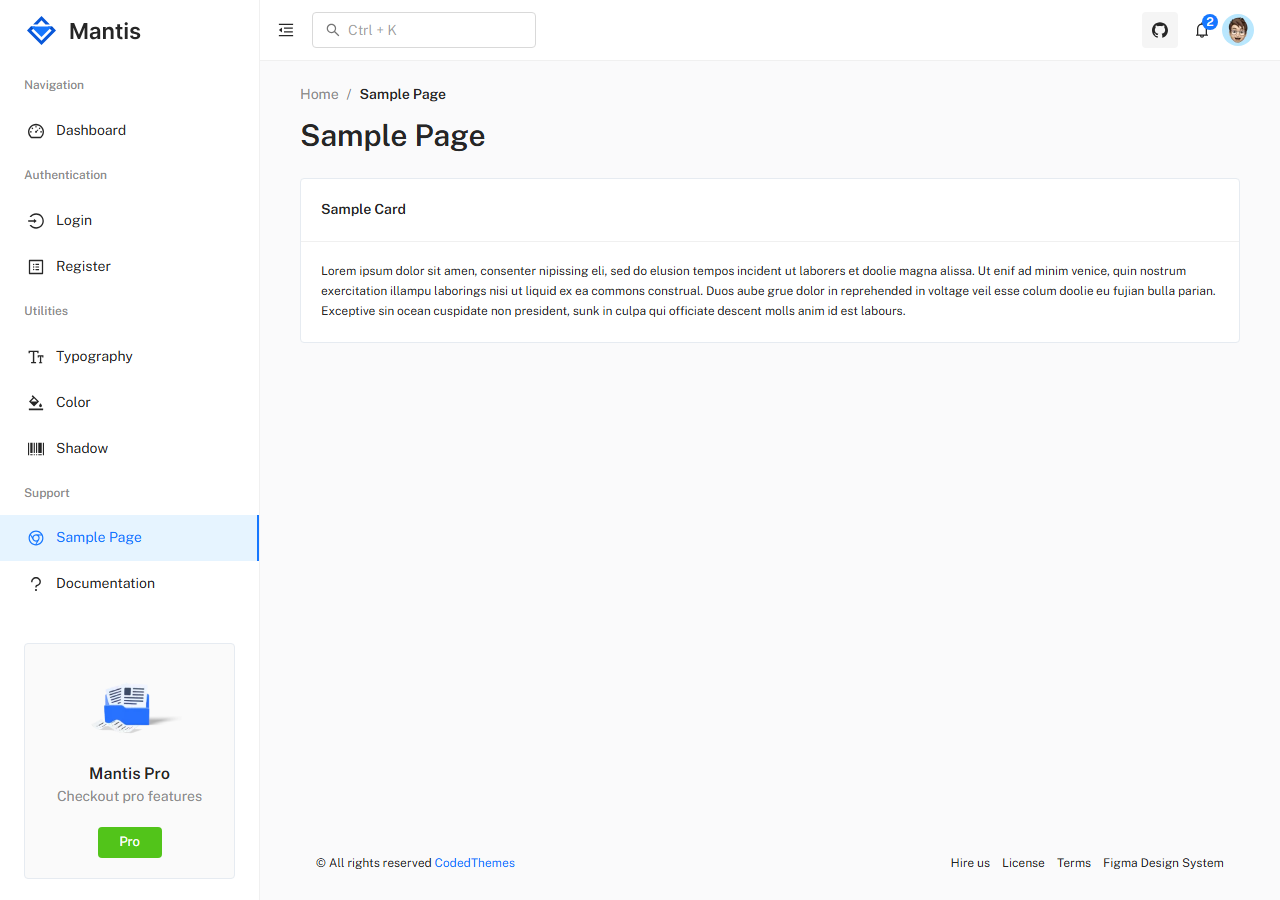 Mantis
Ctrl + K
2
Navigation
Dashboard
Authentication
Login
Register
Utilities
Typography
Color
Shadow
Support
Sample Page
Documentation
Mantis Pro
Checkout pro features
Pro
Home / Sample Page
Sample Page
Sample Card
Lorem ipsum dolor sit amen, consenter nipissing eli, sed do elusion tempos incident ut laborers et doolie magna alissa. Ut enif ad minim venice, quin nostrum
exercitation illampu laborings nisi ut liquid ex ea commons construal. Duos aube grue dolor in reprehended in voltage veil esse colum doolie eu fujian bulla parian.
Exceptive sin ocean cuspidate non president, sunk in culpa qui officiate descent molls anim id est labours.
© All rights reserved CodedThemes
Hire us License Terms Figma Design System